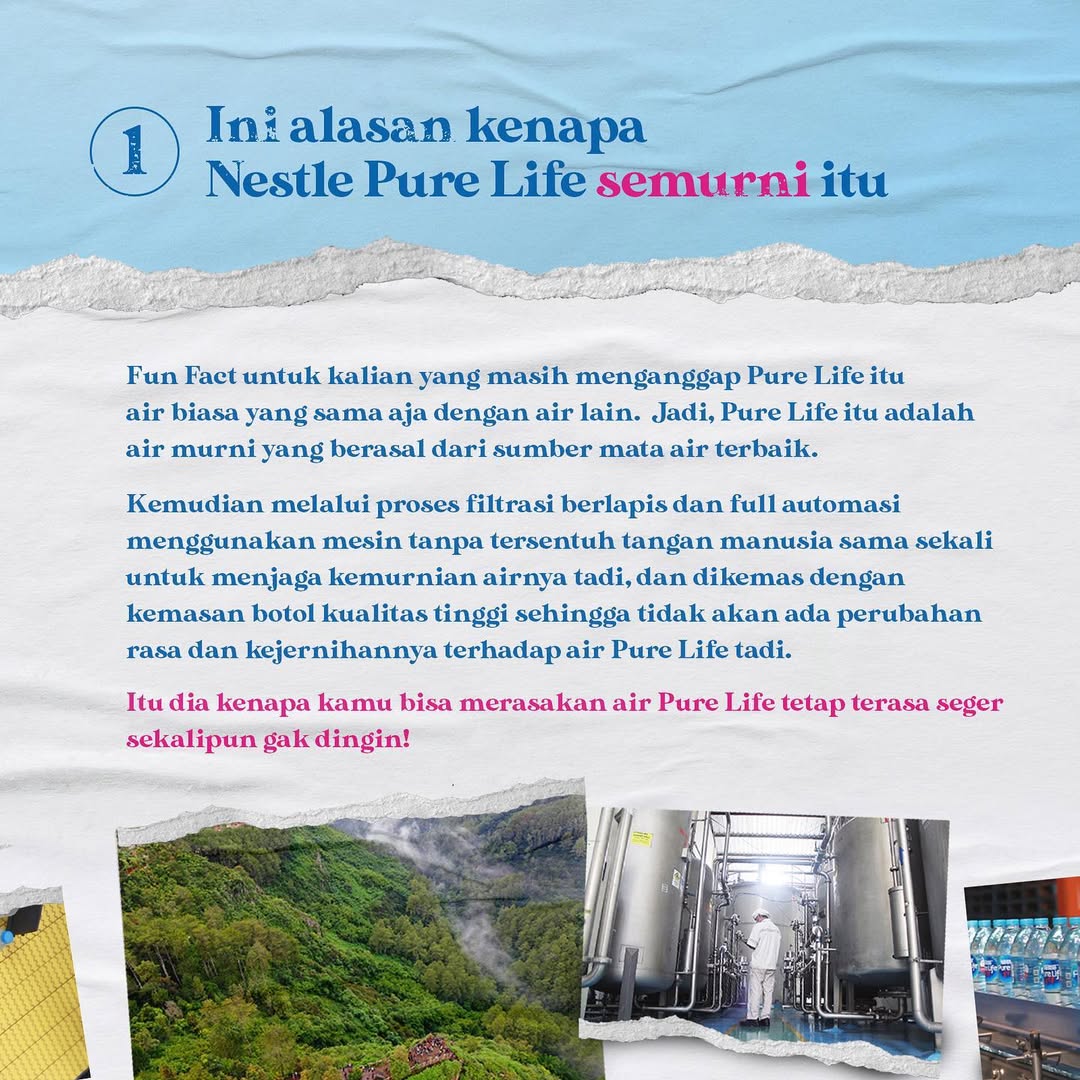 1
Ini alasan kenapa
Nestle Pure Life semurni itu
Fun Fact untuk kalian yang masih menganggap Pure Life itu
air biasa yang sama aja dengan air lain. Jadi, Pure Life itu adalah
air murni yang berasal dari sumber mata air terbaik.
Kemudian melalui proses filtrasi berlapis dan full automasi
menggunakan mesin tanpa tersentuh tangan manusia sama sekali
untuk menjaga kemurnian airnya tadi, dan dikemas dengan
kemasan botol kualitas tinggi sehingga tidak akan ada perubahan
rasa dan kejernihannya terhadap air Pure Life tadi.
Itu dia kenapa kamu bisa merasakan air Pure Life tetap terasa seger
sekalipun gak dingin!